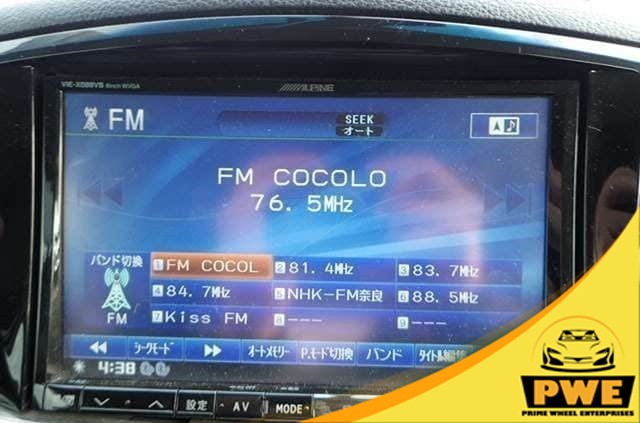 VIE-X088VS 8inch WVGA
ALPINE
FM
SEEK
オート
FM COCOLO
76.5MHz
バンド切換
FM
1 FM COCOL
2 81.4MHz
3 83.7MHz
4 84.7MHz
5 NHK-FM奈良
6 88.5MHz
7 Kiss FM
8 ---
9 ---
シークモード
オートメモリー
P.モード切換
バンド
4:38
設定
AV
MODE
PWE
PRIME WHEEL ENTERPRISES